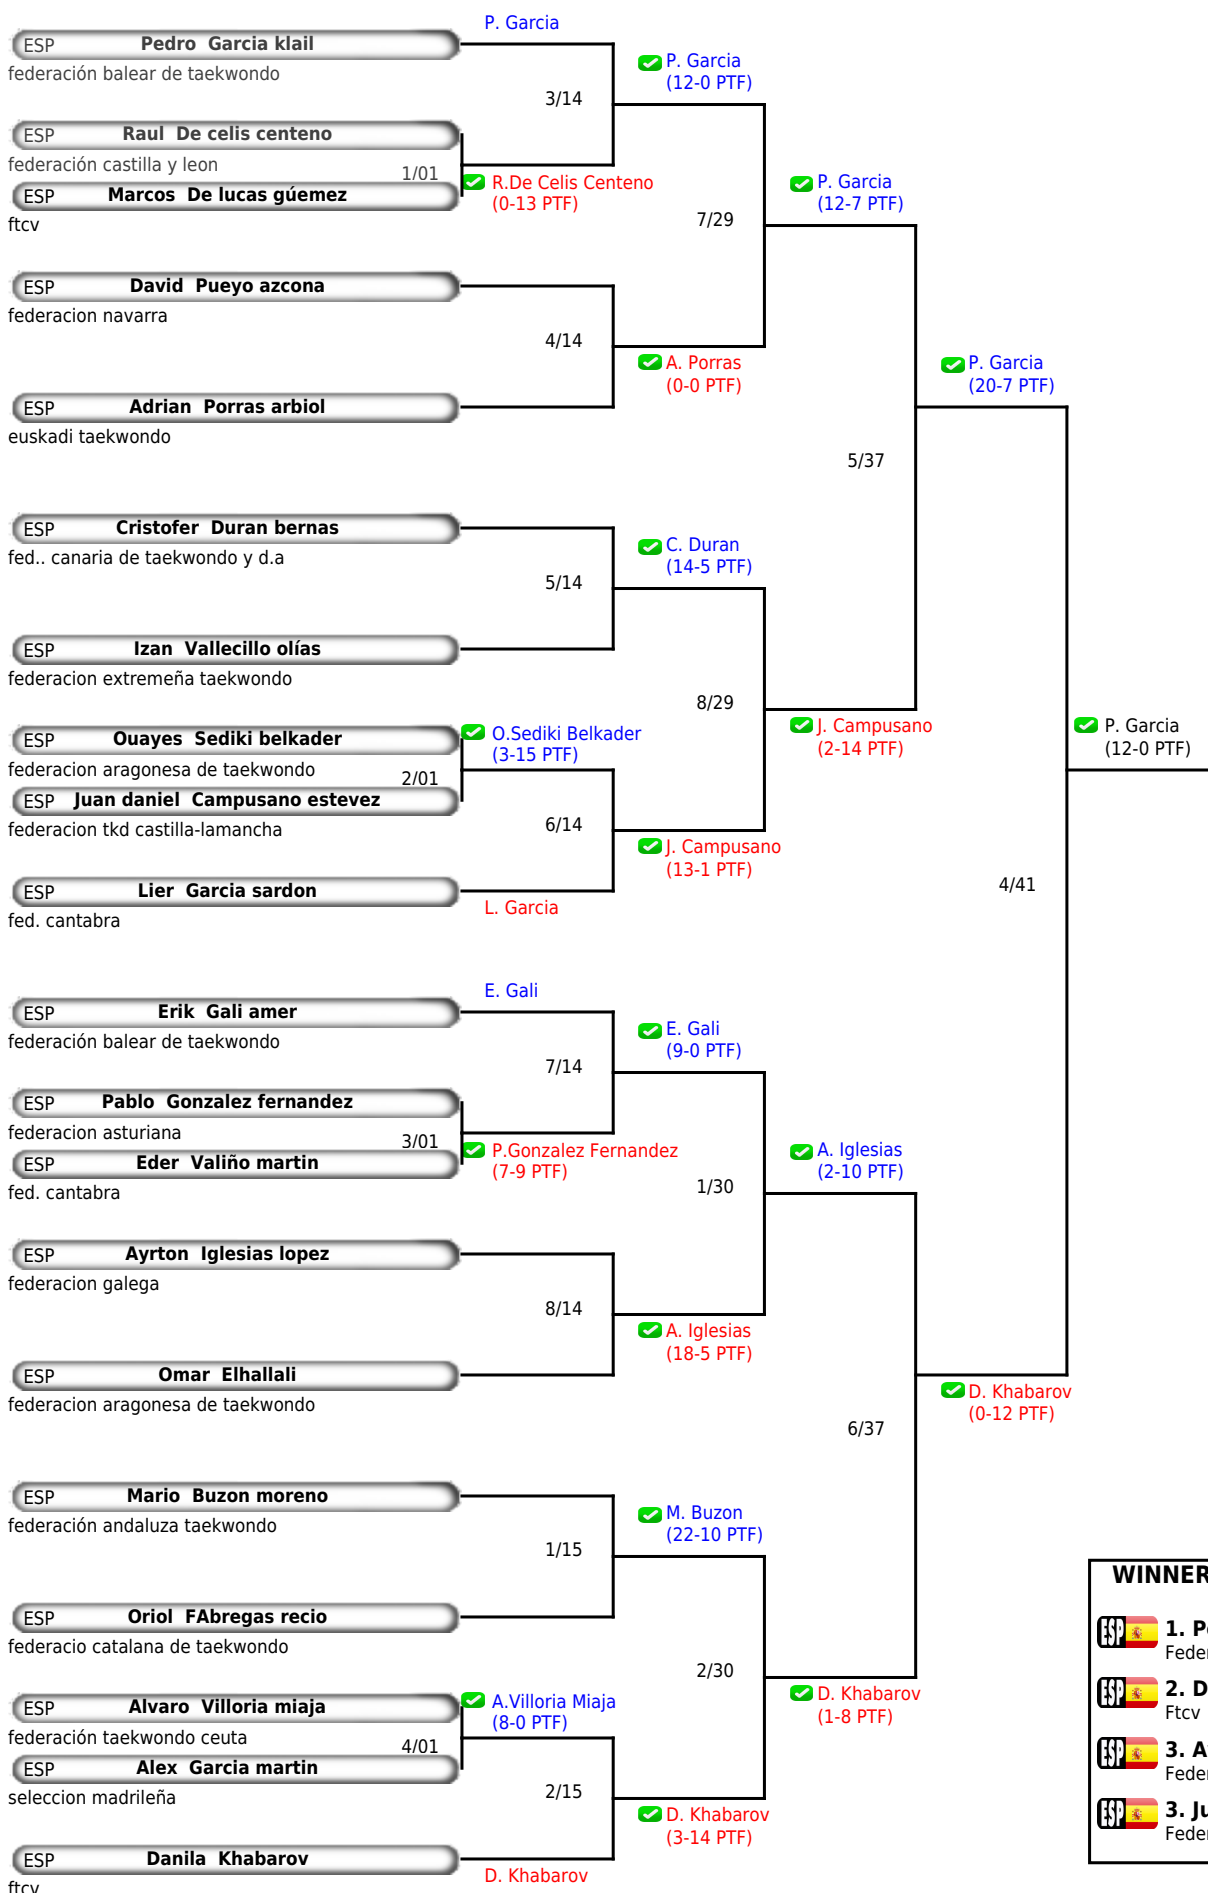 P. Garcia
ESP Pedro Garcia klail
federación balear de taekwondo
P. Garcia
(12-0 PTF)
3/14
ESP Raul De celis centeno
federación castilla y leon
1/01
ESP Marcos De lucas gúemez
ftcv
R.De Celis Centeno
(0-13 PTF)
P. Garcia
(12-7 PTF)
7/29
ESP David Pueyo azcona
federacion navarra
4/14
A. Porras
(0-0 PTF)
P. Garcia
(20-7 PTF)
ESP Adrian Porras arbiol
euskadi taekwondo
5/37
ESP Cristofer Duran bernas
fed.. canaria de taekwondo y d.a
C. Duran
(14-5 PTF)
5/14
ESP Izan Vallecillo olías
federacion extremeña taekwondo
8/29
ESP Ouayes Sediki belkader
federacion aragonesa de taekwondo
2/01
O.Sediki Belkader
(3-15 PTF)
J. Campusano
(2-14 PTF)
P. Garcia
(12-0 PTF)
ESP Juan daniel Campusano estevez
federacion tkd castilla-lamancha
6/14
J. Campusano
(13-1 PTF)
ESP Lier Garcia sardon
fed. cantabra
L. Garcia
4/41
E. Gali
ESP Erik Gali amer
federación balear de taekwondo
E. Gali
(9-0 PTF)
7/14
ESP Pablo Gonzalez fernandez
federacion asturiana
3/01
ESP Eder Valiño martin
fed. cantabra
P.Gonzalez Fernandez
(7-9 PTF)
A. Iglesias
(2-10 PTF)
1/30
ESP Ayrton Iglesias lopez
federacion galega
8/14
A. Iglesias
(18-5 PTF)
ESP Omar Elhallali
federacion aragonesa de taekwondo
D. Khabarov
(0-12 PTF)
6/37
ESP Mario Buzon moreno
federación andaluza taekwondo
M. Buzon
(22-10 PTF)
1/15
ESP Oriol FAbregas recio
federacio catalana de taekwondo
2/30
ESP Alvaro Villoria miaja
federación taekwondo ceuta
4/01
A.Villoria Miaja
(8-0 PTF)
D. Khabarov
(1-8 PTF)
ESP Alex Garcia martin
seleccion madrileña
2/15
D. Khabarov
(3-14 PTF)
ESP Danila Khabarov
ftcv
D. Khabarov
WINNER
ESP 1. P
Feder
ESP 2. D
Ftcv
ESP 3. A
Feder
ESP 3. Ju
Feder